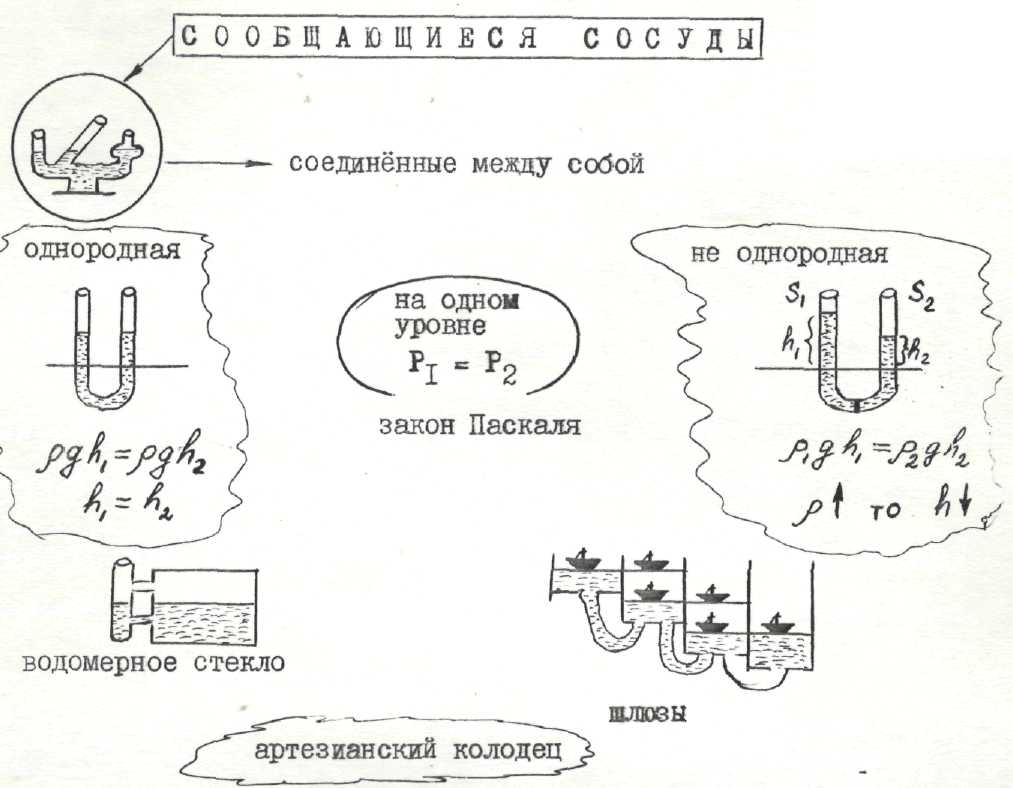 СООБЩАЮЩИЕСЯ СОСУДЫ
соединённые между собой
однородная
ρgh₁=ρgh₂
h₁=h₂
на одном
уровне
P_I = P₂
закон Паскаля
не однородная
S₁ S₂
h₁ h₂
ρ₁gh₁=ρ₂gh₂
ρ↑ то h↓
водомерное стекло
шлюзы
артезианский колодец